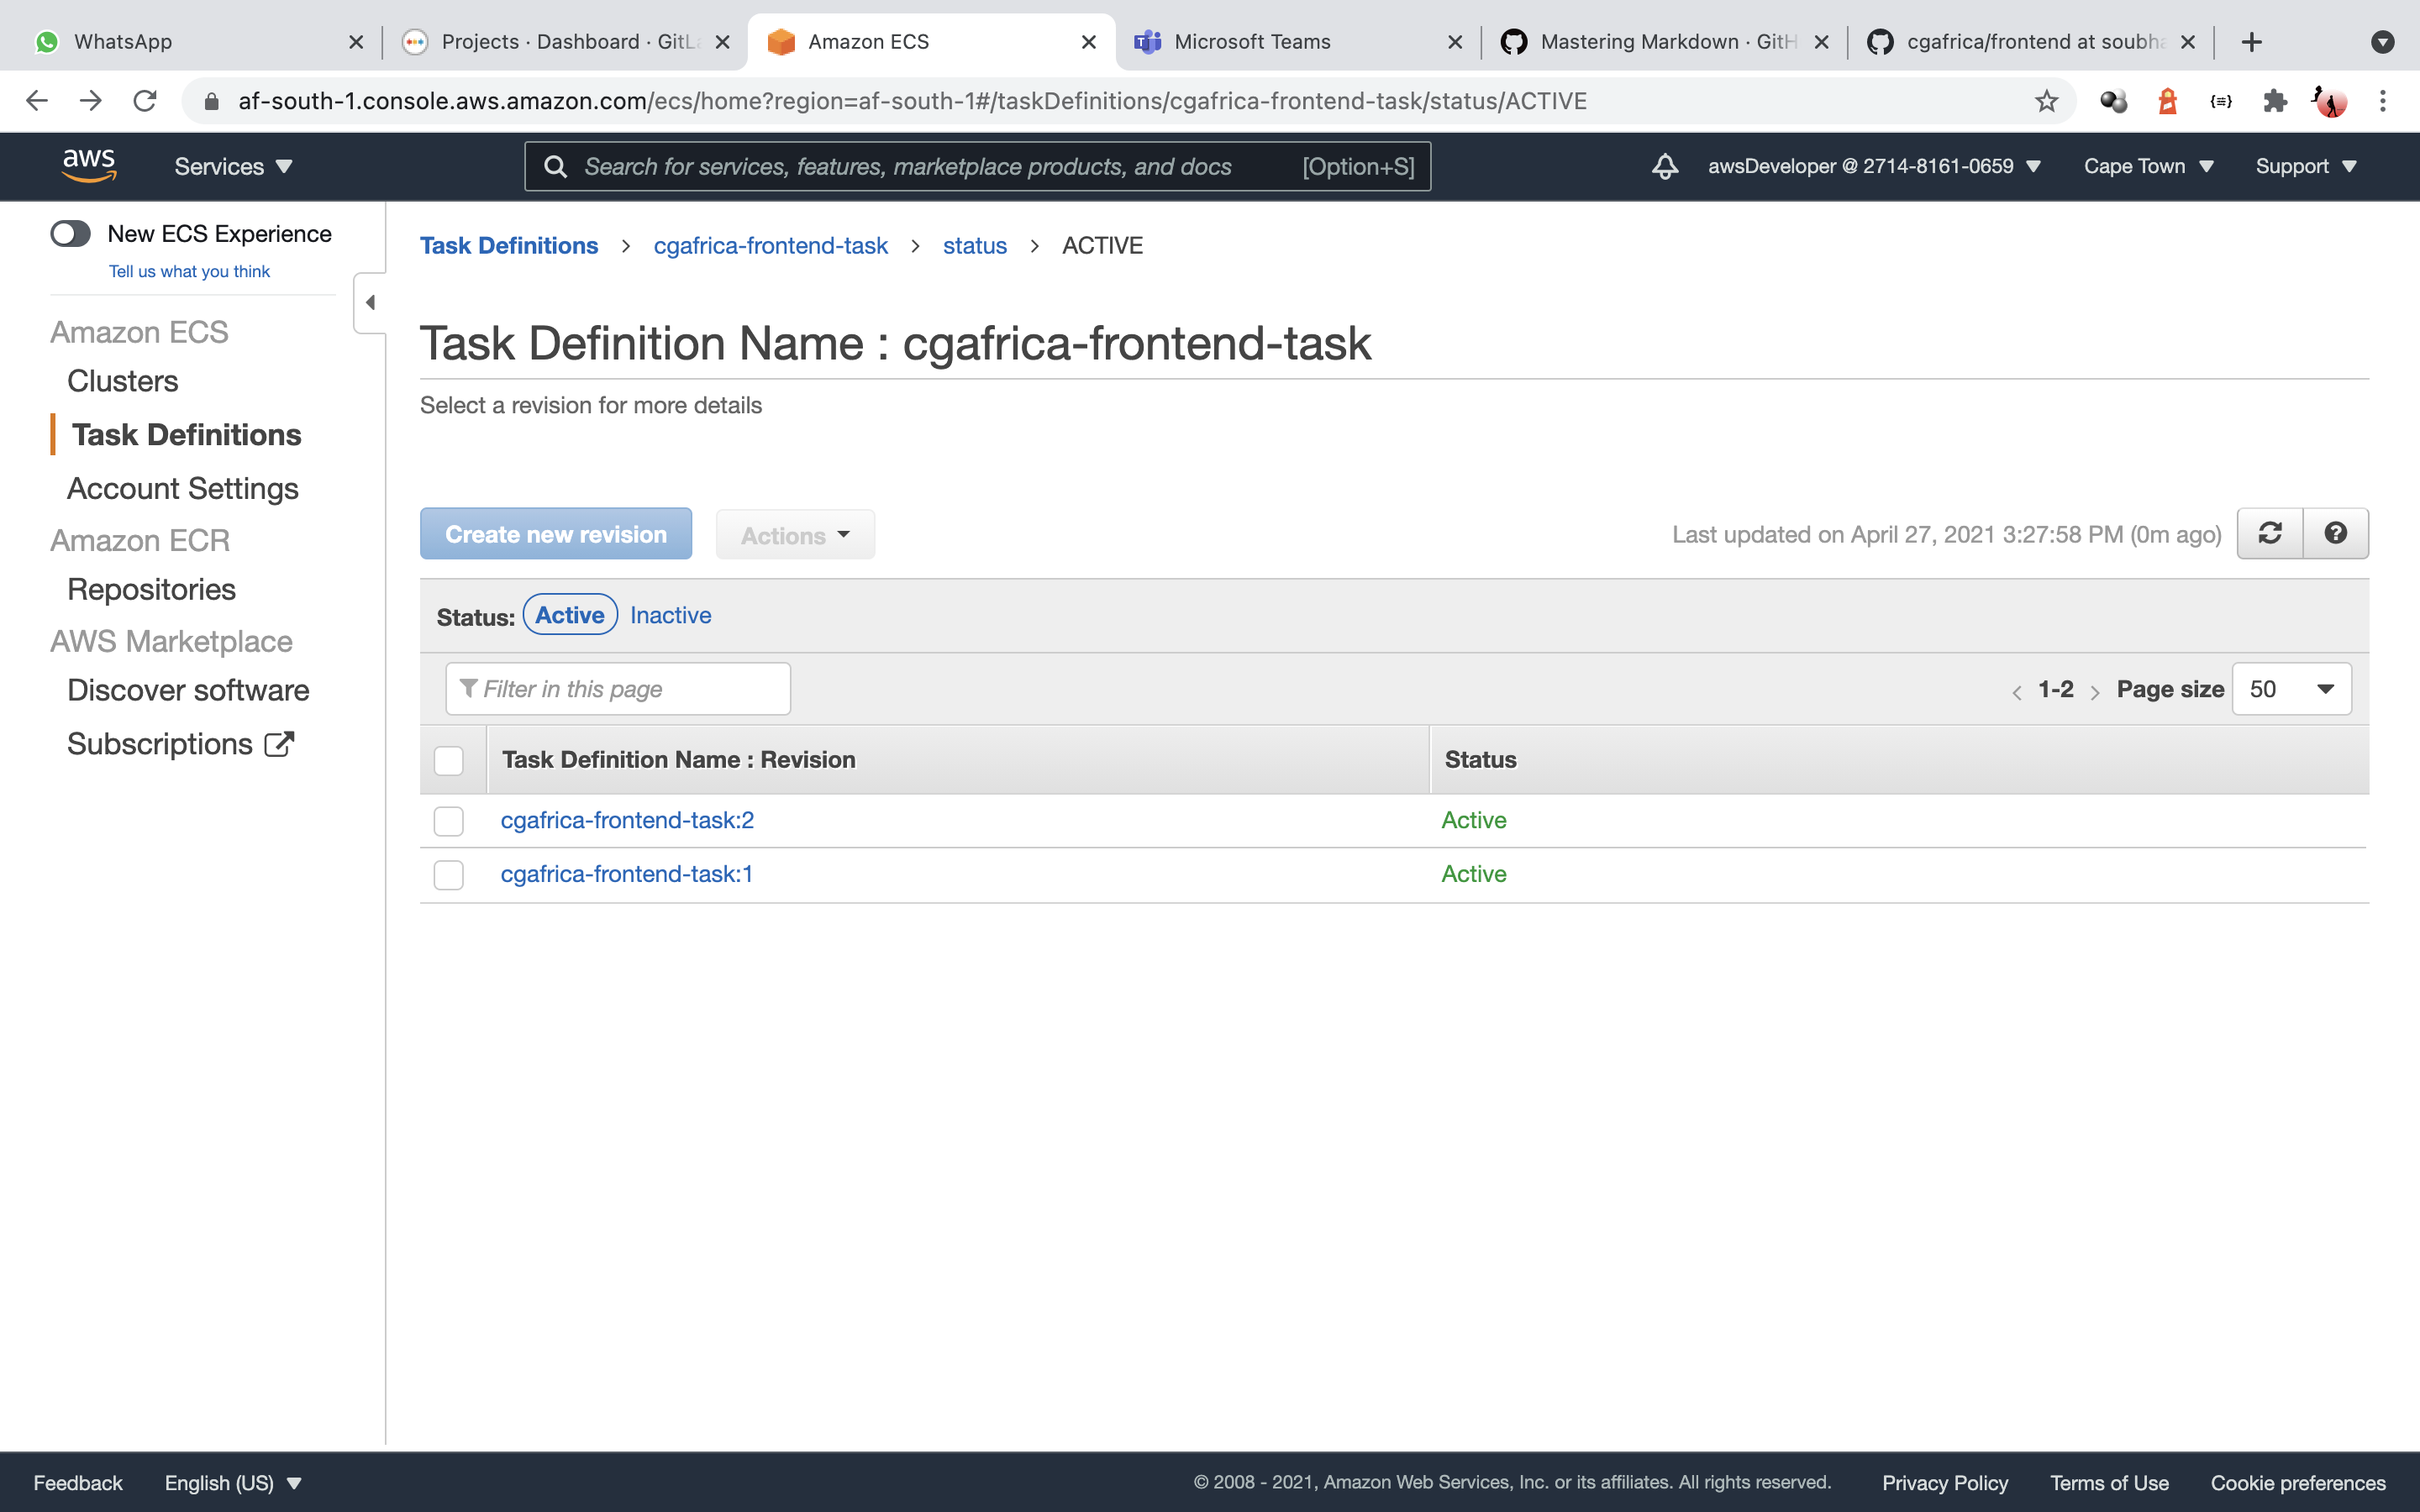 WhatsApp
Projects · Dashboard · GitL
Amazon ECS
Microsoft Teams
Mastering Markdown · GitH
cgafrica/frontend at soubha
af-south-1.console.aws.amazon.com/ecs/home?region=af-south-1#/taskDefinitions/cgafrica-frontend-task/status/ACTIVE
aws
Services
Search for services, features, marketplace products, and docs
[Option+S]
awsDeveloper @ 2714-8161-0659
Cape Town
Support
New ECS Experience
Tell us what you think
Amazon ECS
Clusters
Task Definitions
Account Settings
Amazon ECR
Repositories
AWS Marketplace
Discover software
Subscriptions
Task Definitions > cgafrica-frontend-task > status > ACTIVE
Task Definition Name : cgafrica-frontend-task
Select a revision for more details
Create new revision
Actions
Last updated on April 27, 2021 3:27:58 PM (0m ago)
Status: Active Inactive
Filter in this page
< 1-2 > Page size 50
Task Definition Name : Revision
Status
cgafrica-frontend-task:2
Active
cgafrica-frontend-task:1
Active
Feedback
English (US)
© 2008 - 2021, Amazon Web Services, Inc. or its affiliates. All rights reserved.
Privacy Policy
Terms of Use
Cookie preferences